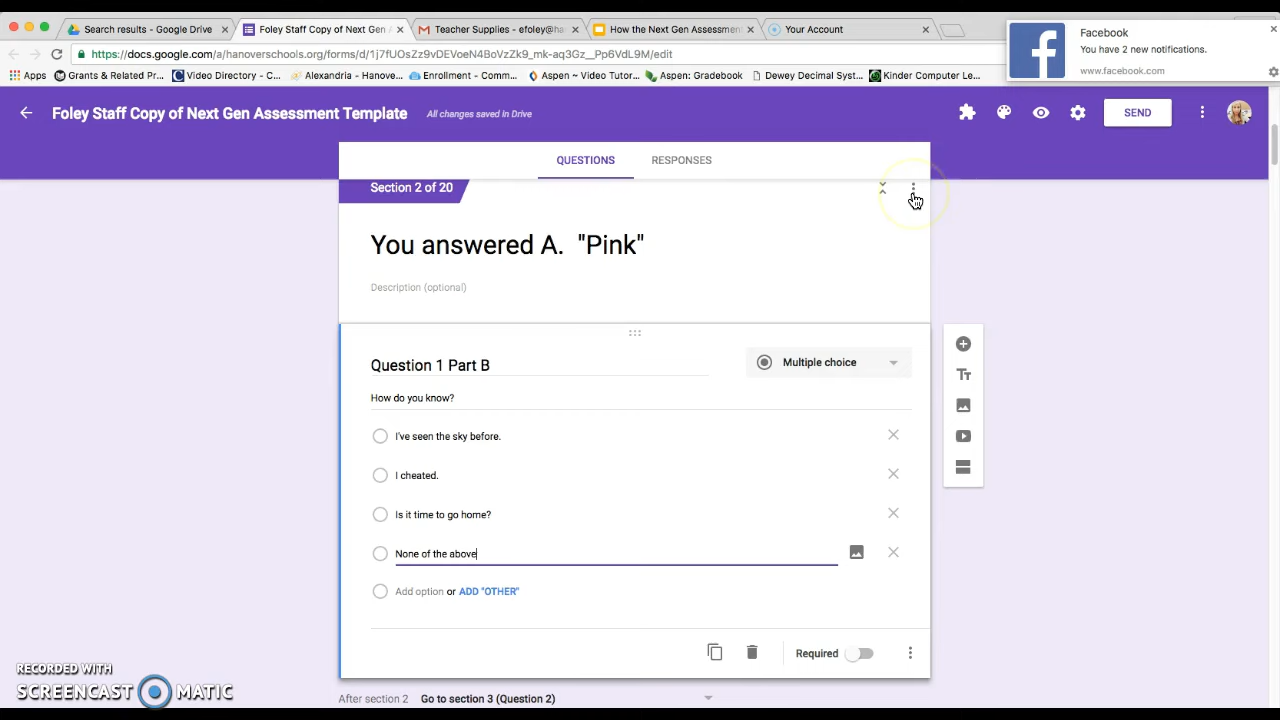 Search results - Google Drive
Foley Staff Copy of Next Gen A
Teacher Supplies - efoley@ha
How the Next Gen Assessmen
Your Account
Facebook
You have 2 new notifications.
www.facebook.com
https://docs.google.com/a/hanoverschools.org/forms/d/1j7fUOsZz9vDEVoeN4BoVzZk9_mk-aq3Gz__Pp6VdL9M/edit
Apps
Grants & Related Pr...
Video Directory - C...
Alexandria - Hanove...
Enrollment - Comm...
Aspen ~ Video Tutor...
Aspen: Gradebook
Dewey Decimal Syst...
Kinder Computer Le...
Foley Staff Copy of Next Gen Assessment Template
All changes saved in Drive
SEND
QUESTIONS
RESPONSES
Section 2 of 20
You answered A. "Pink"
Description (optional)
Question 1 Part B
Multiple choice
How do you know?
I've seen the sky before.
I cheated.
Is it time to go home?
None of the above
Add option or ADD "OTHER"
Required
After section 2 Go to section 3 (Question 2)
RECORDED WITH
SCREENCAST MATIC